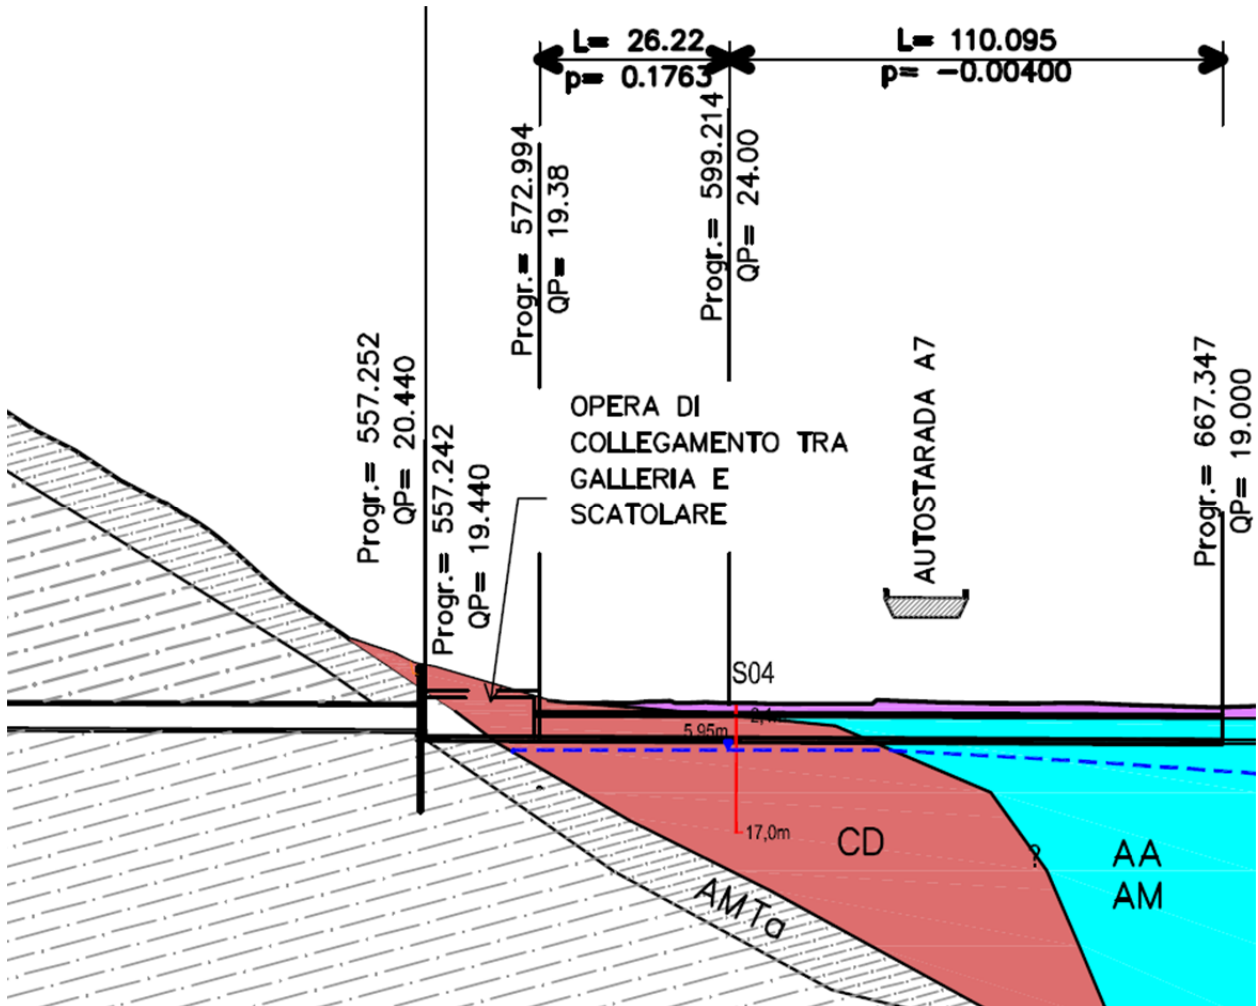 L= 26.22
p= 0.1763
L= 110.095
p= -0.00400
Progr.= 557.252
QP= 20.440
Progr.= 557.242
QP= 19.440
Progr.= 572.994
QP= 19.38
Progr.= 599.214
QP= 24.00
Progr.= 667.347
QP= 19.000
OPERA DI
COLLEGAMENTO TRA
GALLERIA E
SCATOLARE
AUTOSTARADA A7
S04
5.95m
17,0m
CD
?
AA
AM
AMTa